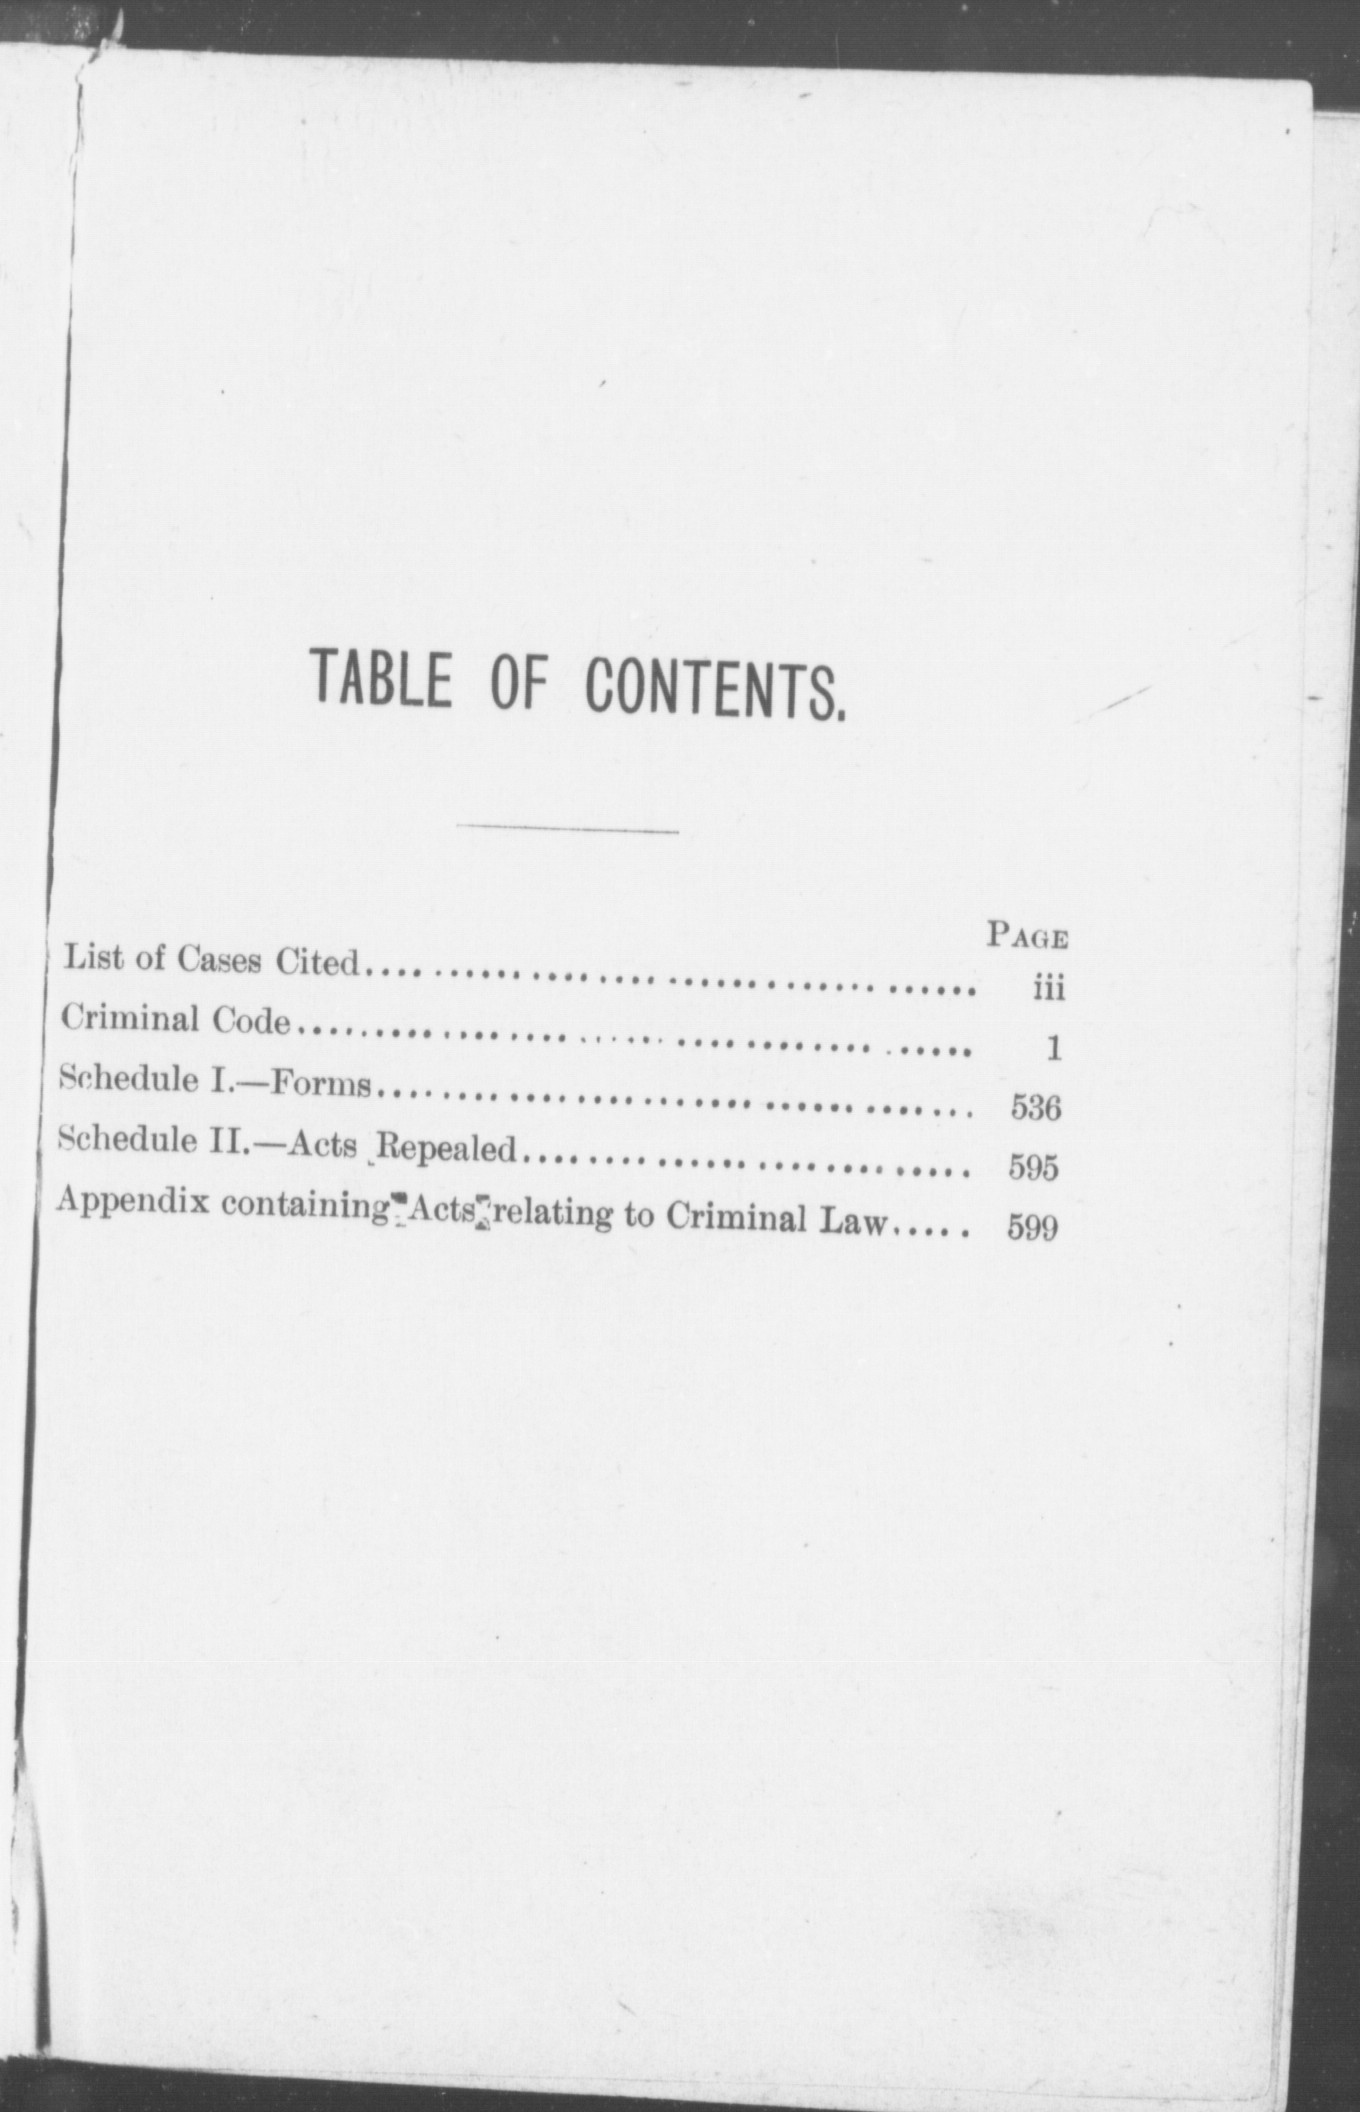 TABLE OF CONTENTS.
PAGE
List of Cases Cited........ iii
Criminal Code........ 1
Schedule I.—Forms........ 536
Schedule II.—Acts Repealed........ 595
Appendix containing Acts relating to Criminal Law..... 599